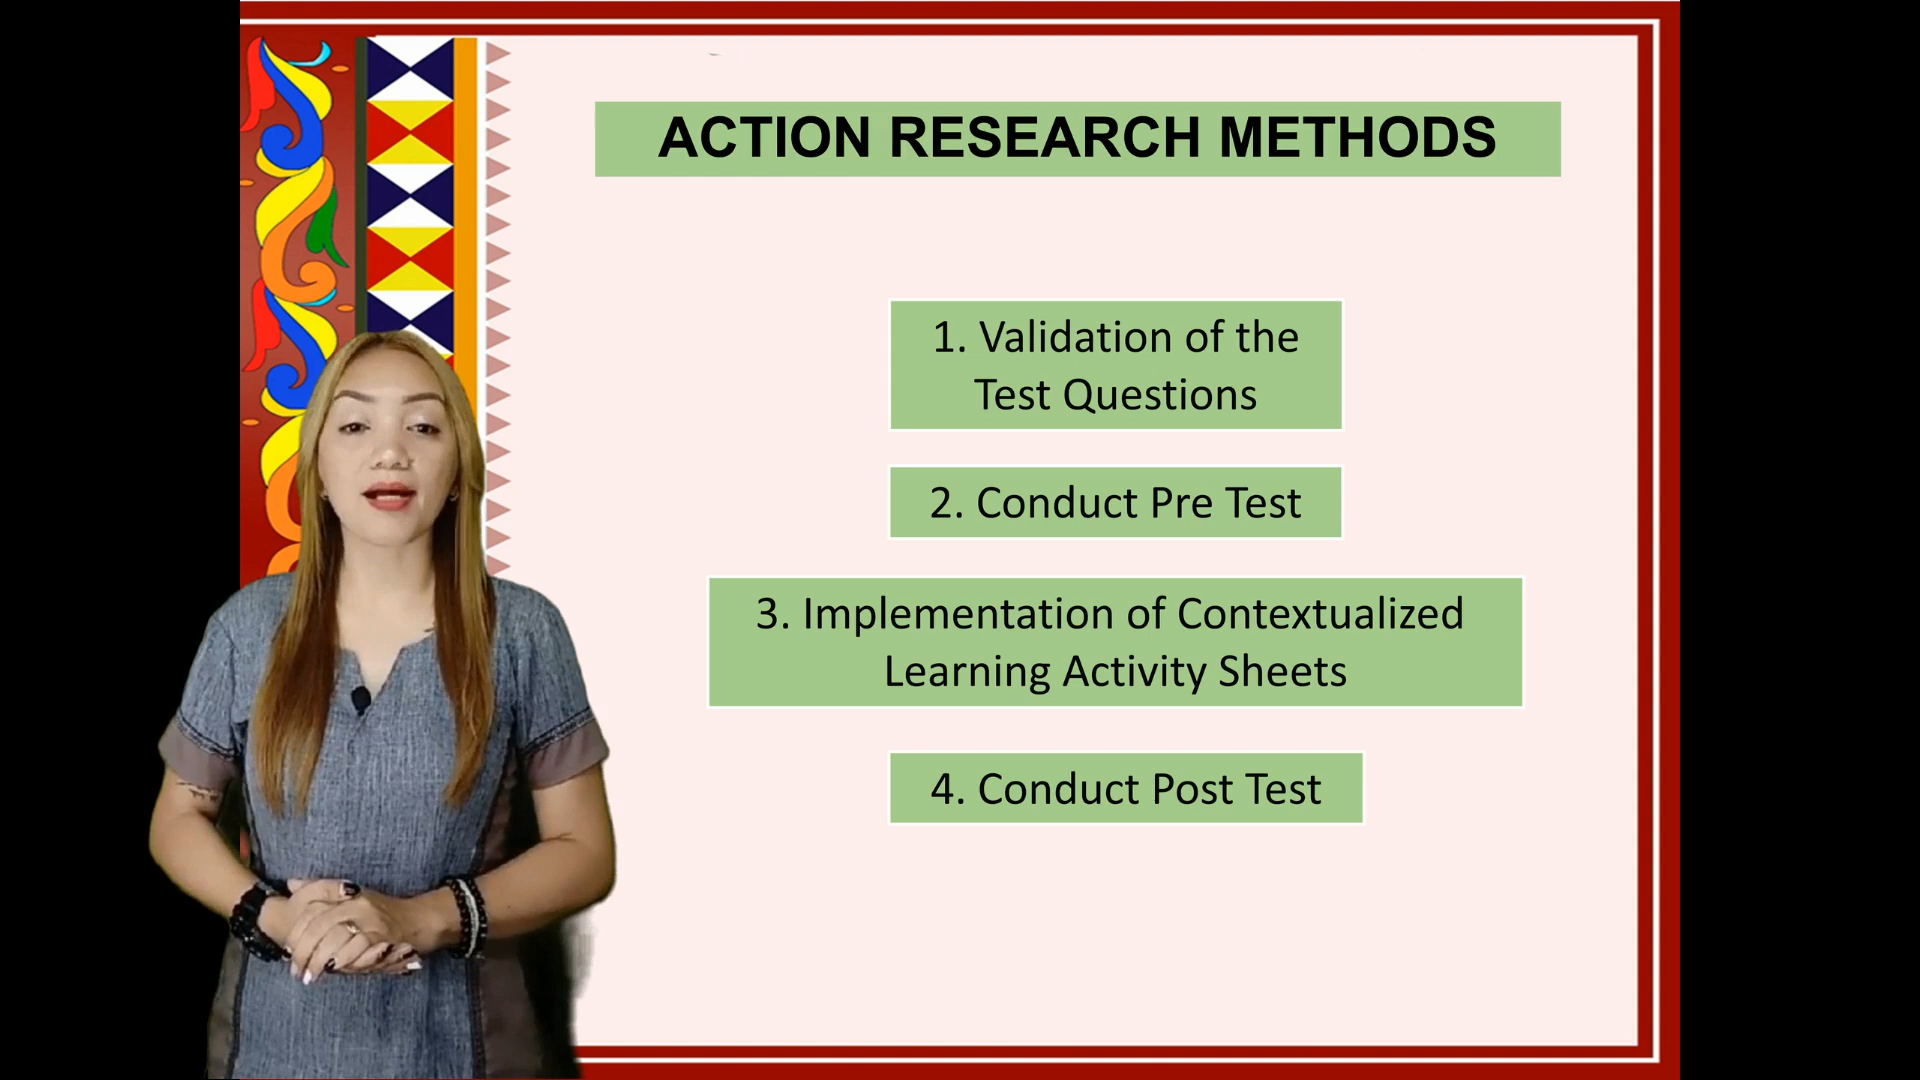 ACTION RESEARCH METHODS
1. Validation of the
Test Questions
2. Conduct Pre Test
3. Implementation of Contextualized
Learning Activity Sheets
4. Conduct Post Test